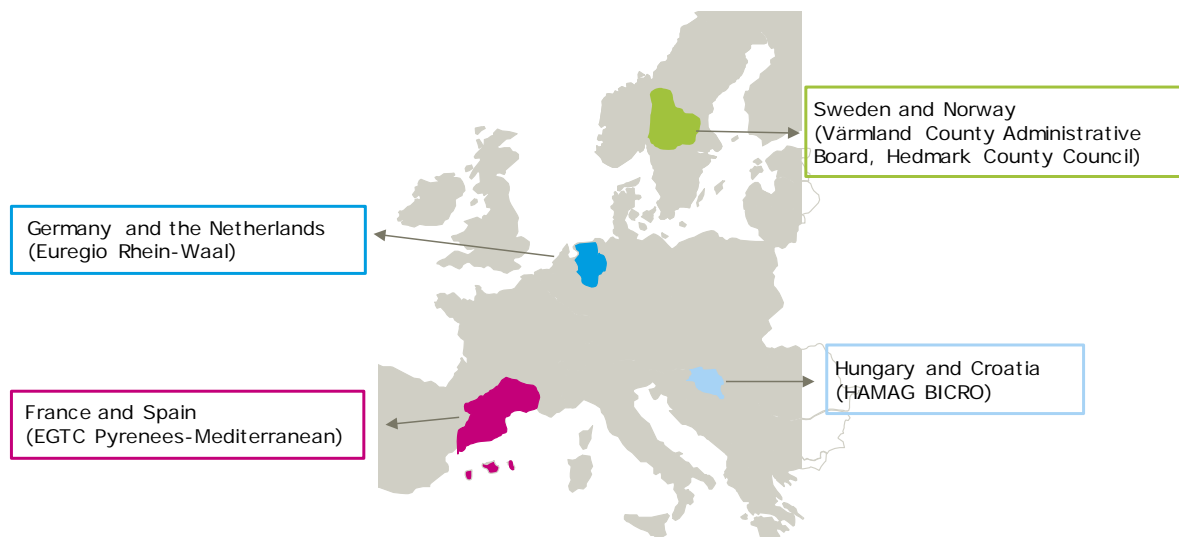 Sweden and Norway
(Värmland County Administrative
Board, Hedmark County Council)
Germany and the Netherlands
(Euregio Rhein-Waal)
Hungary and Croatia
(HAMAG BICRO)
France and Spain
(EGTC Pyrenees-Mediterranean)